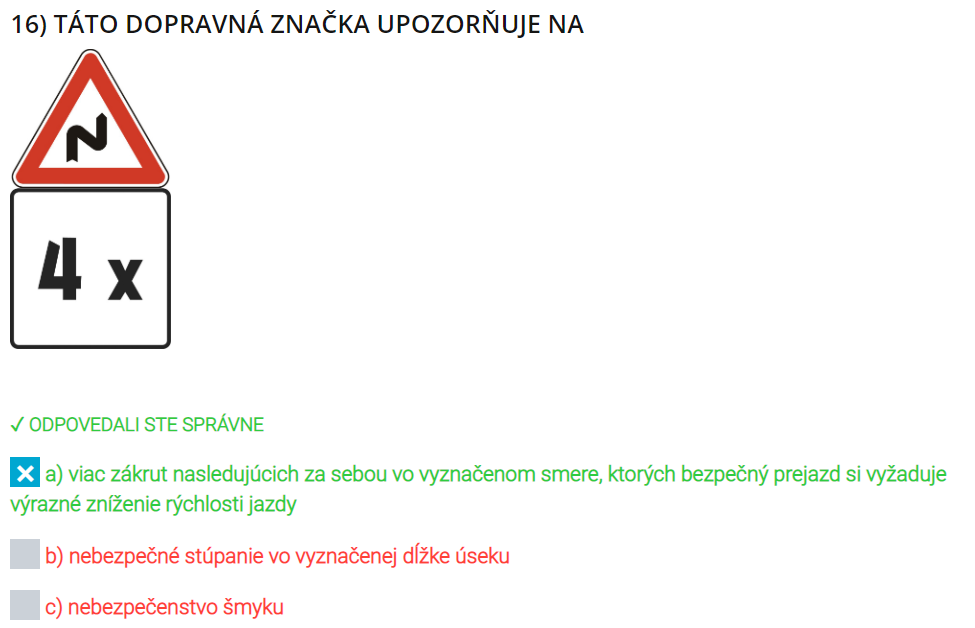 16) TÁTO DOPRAVNÁ ZNAČKA UPOZORŇUJE NA
4 x
✓ ODPOVEDALI STE SPRÁVNE
a) viac zákrut nasledujúcich za sebou vo vyznačenom smere, ktorých bezpečný prejazd si vyžaduje
výrazné zníženie rýchlosti jazdy
b) nebezpečné stúpanie vo vyznačenej dĺžke úseku
c) nebezpečenstvo šmyku